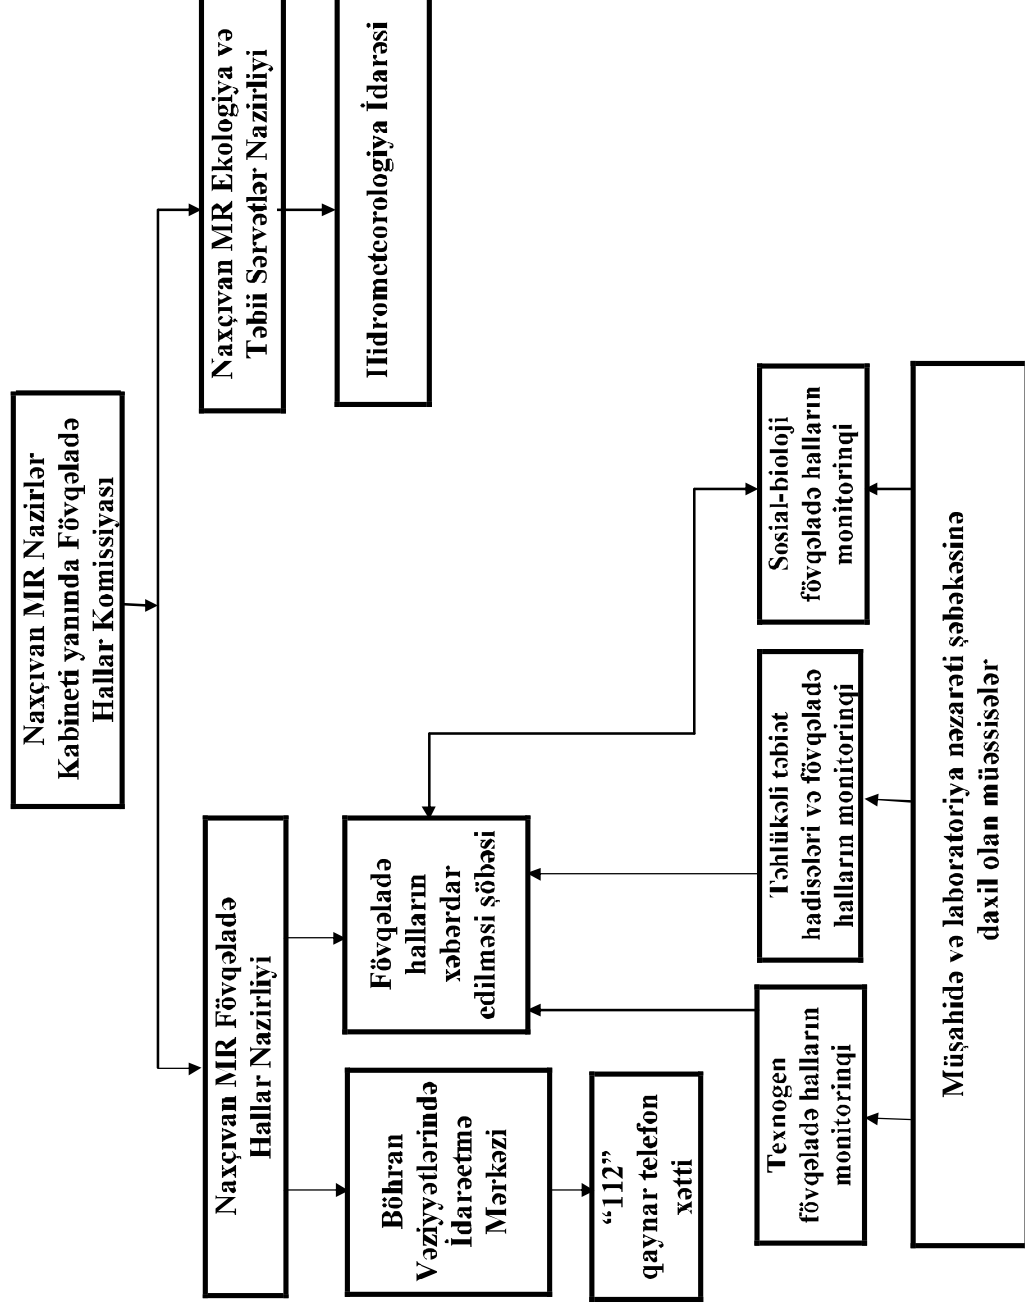 Naxçıvan MR Nazirlər
Kabineti yanında Fövqəladə
Hallar Komissiyası
Naxçıvan MR Fövqəladə
Hallar Nazirliyi
Naxçıvan MR Ekologiya və
Təbii Sərvətlər Nazirliyi
Böhran
Vəziyyətlərində
İdarəetmə
Mərkəzi
Fövqəladə
halların
xəbərdar
edilməsi şöbəsi
Hidrometeorologiya İdarəsi
“112”
qaynar telefon
xətti
Texnogen
fövqəladə halların
monitorinqi
Təhlükəli təbiət
hadisələri və fövqəladə
halların monitorinqi
Sosial-bioloji
fövqəladə halların
monitorinqi
Müşahidə və laboratoriya nəzarəti şəbəkəsinə
daxil olan müəssisələr